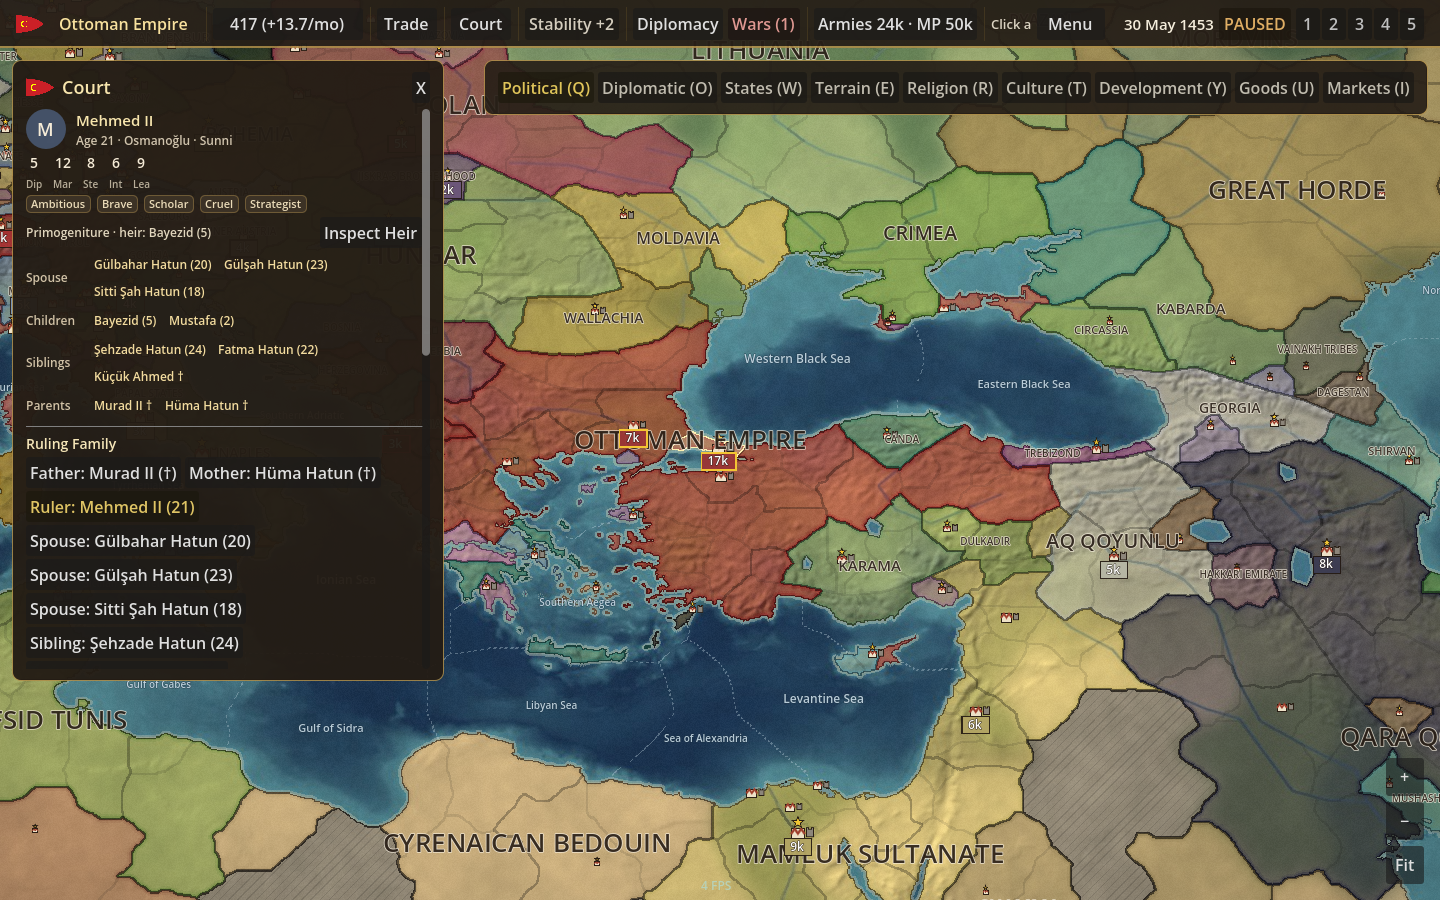 Ottoman Empire 417 (+13.7/mo) Trade Court Stability +2 Diplomacy Wars (1) Armies 24k · MP 50k Click a Menu 30 May 1453 PAUSED 1 2 3 4 5
Court X
M
Mehmed II
Age 21 · Osmanoğlu · Sunni
5 12 8 6 9
Dip Mar Ste Int Lea
Ambitious Brave Scholar Cruel Strategist
Primogeniture · heir: Bayezid (5) Inspect Heir
Spouse Gülbahar Hatun (20) Gülşah Hatun (23)
Sitti Şah Hatun (18)
Children Bayezid (5) Mustafa (2)
Siblings Şehzade Hatun (24) Fatma Hatun (22)
Küçük Ahmed †
Parents Murad II † Hüma Hatun †
Ruling Family
Father: Murad II (†) Mother: Hüma Hatun (†)
Ruler: Mehmed II (21)
Spouse: Gülbahar Hatun (20)
Spouse: Gülşah Hatun (23)
Spouse: Sitti Şah Hatun (18)
Sibling: Şehzade Hatun (24)
Political (Q) Diplomatic (O) States (W) Terrain (E) Religion (R) Culture (T) Development (Y) Goods (U) Markets (I)
LITHUANIA
GREAT HORDE
CRIMEA
MOLDAVIA
WALLACHIA
KABARDA
CIRCASSIA
VAINAKH TRIBES
DAGESTAN
Western Black Sea
Eastern Black Sea
GEORGIA
OTTOMAN EMPIRE
7k
17k
CANDA
TREBIZOND
SHIRVAN
DULKADIR
AQ QOYUNLU
5k
KARAMA
HAKKARI EMIRATE
8k
Southern Aegea
Gulf of Gabes
Levantine Sea
Libyan Sea
Gulf of Sidra
Sea of Alexandria
6k
CYRENAICAN BEDOUIN
MAMLUK SULTANATE
9k
4 FPS
+
−
Fit